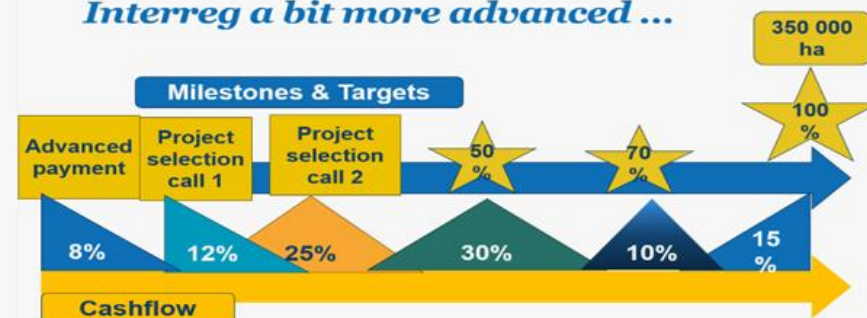 Interreg a bit more advanced ...
350 000
ha
Milestones & Targets
Advanced
payment
Project
selection
call 1
Project
selection
call 2
50
%
70
%
100
%
8%
12%
25%
30%
10%
15
%
Cashflow